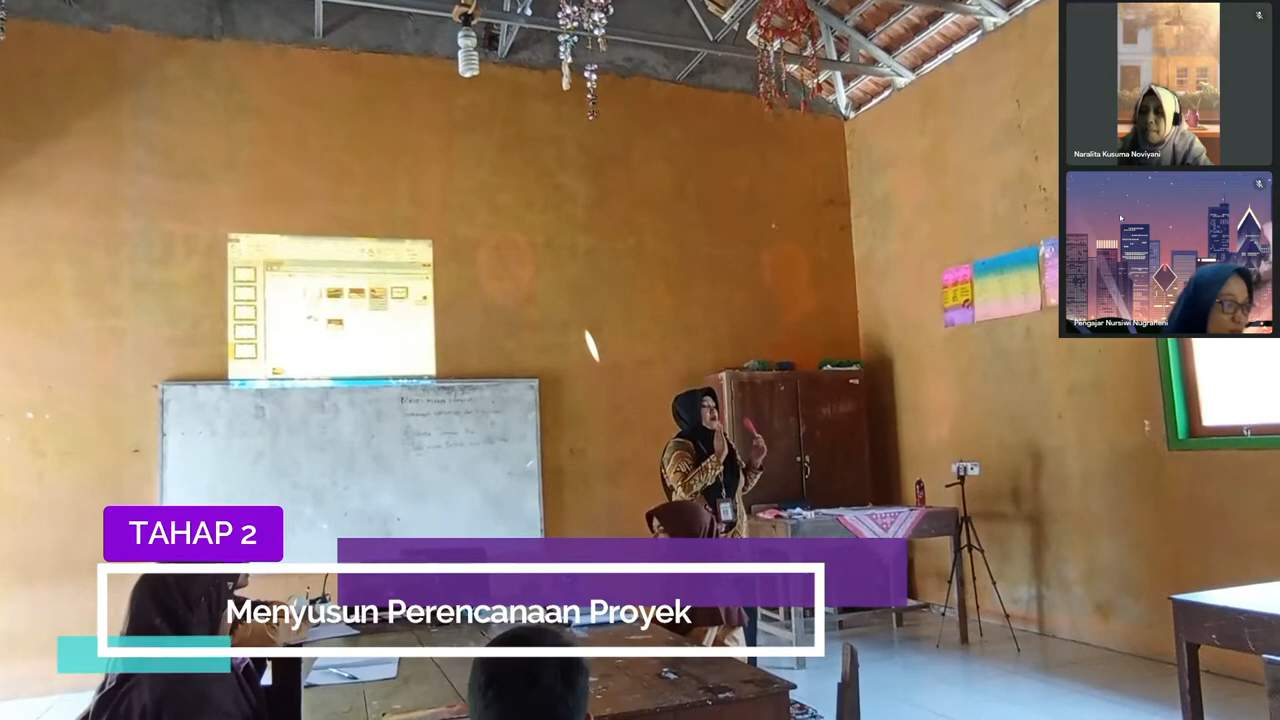 Naralita Kusuma Noviyani
Pengajar Nursiwi Nugraheni
TAHAP 2
Menyusun Perencanaan Proyek